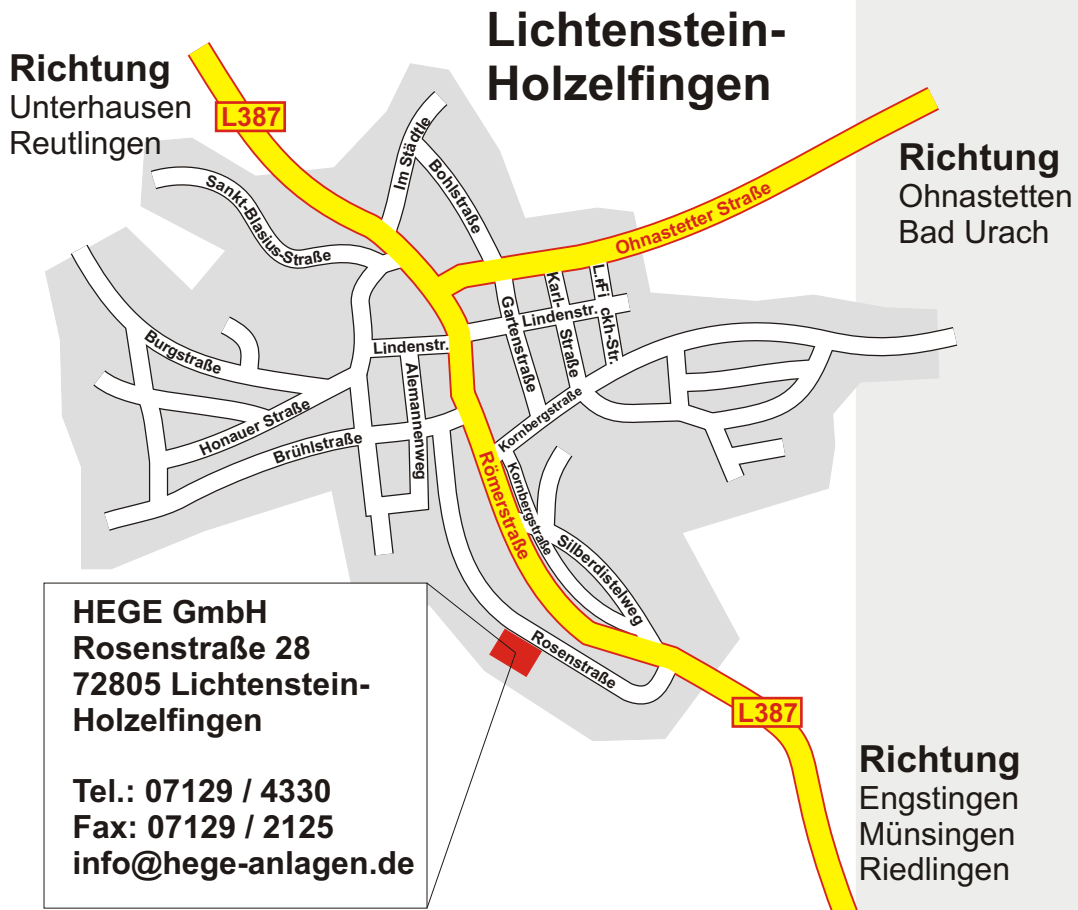 Lichtenstein-
Holzelfingen
Richtung
Unterhausen
Reutlingen
L387
Richtung
Ohnastetten
Bad Urach
Im Städtle
Bohlstraße
Sankt-Blasius-Straße
Ohnastetter Straße
Karl-
Straße
L.-Fickh-Str.
Gartenstraße
Lindenstr.
Lindenstr.
Burgstraße
Alemannenweg
Honauer Straße
Brühlstraße
Kornbergstraße
Römerstraße
Kornbergstraße
Silberdistelweg
Rosenstraße
HEGE GmbH
Rosenstraße 28
72805 Lichtenstein-
Holzelfingen
Tel.: 07129 / 4330
Fax: 07129 / 2125
info@hege-anlagen.de
L387
Richtung
Engstingen
Münsingen
Riedlingen